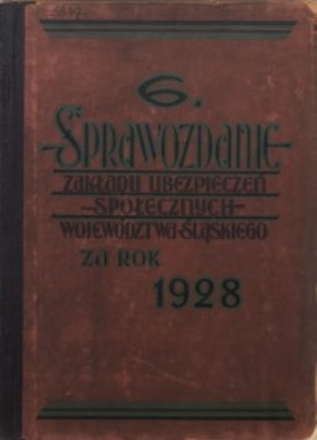 6.
Sprawozdanie
Zakładu Ubezpieczeń
Społecznych
Województwa Śląskiego
za rok
1928